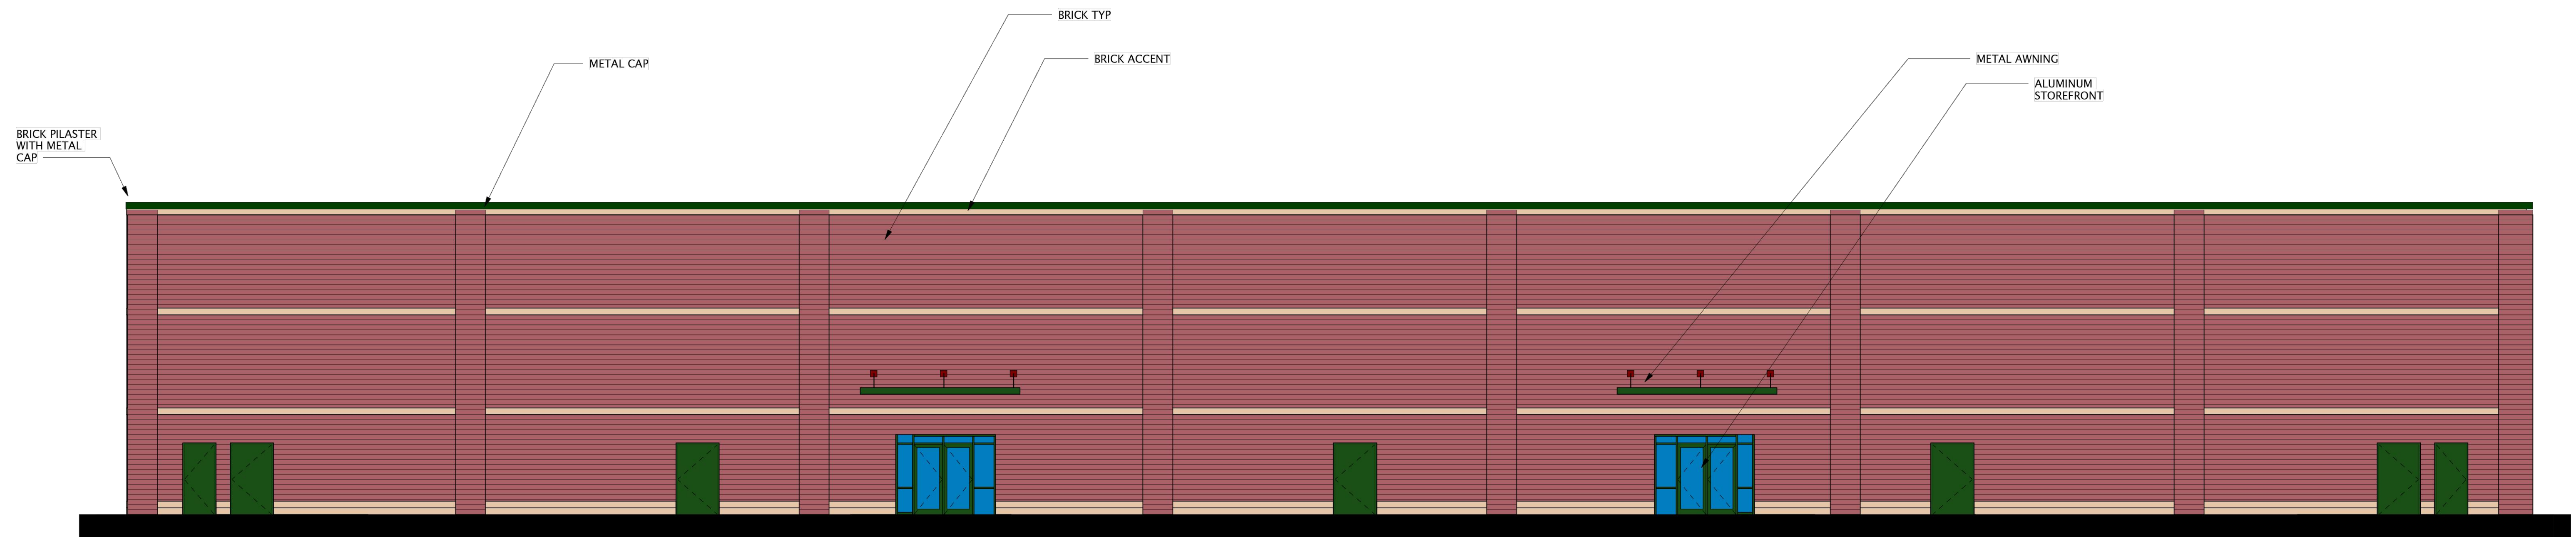 BRICK TYP
METAL CAP
BRICK ACCENT
METAL AWNING
ALUMINUM
STOREFRONT
BRICK PILASTER
WITH METAL
CAP